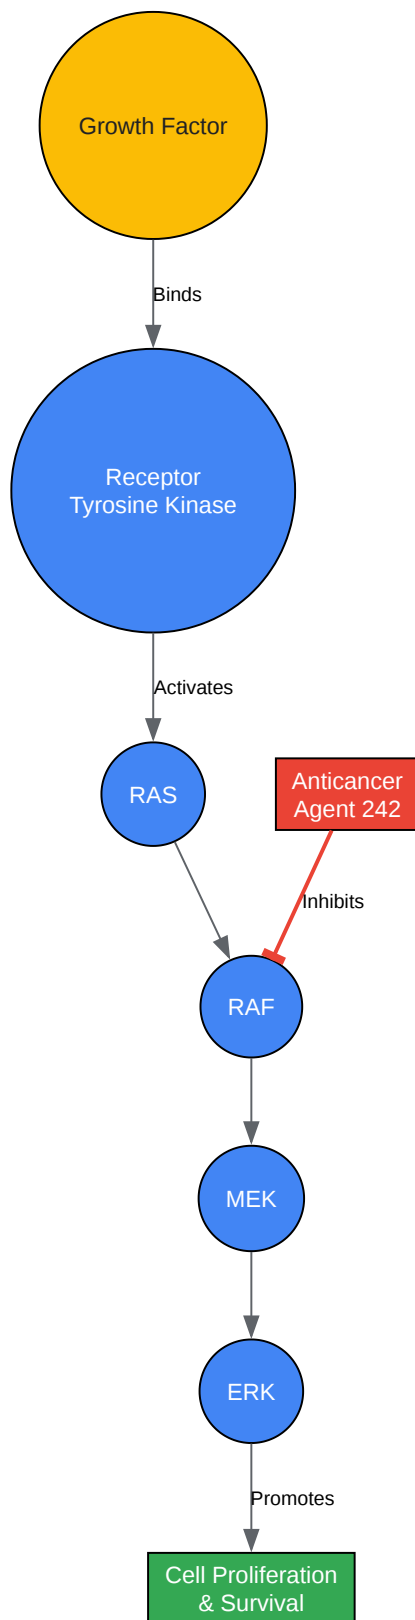 Growth Factor
Binds
Receptor
Tyrosine Kinase
Activates
RAS
Anticancer
Agent 242
Inhibits
RAF
MEK
ERK
Promotes
Cell Proliferation
& Survival